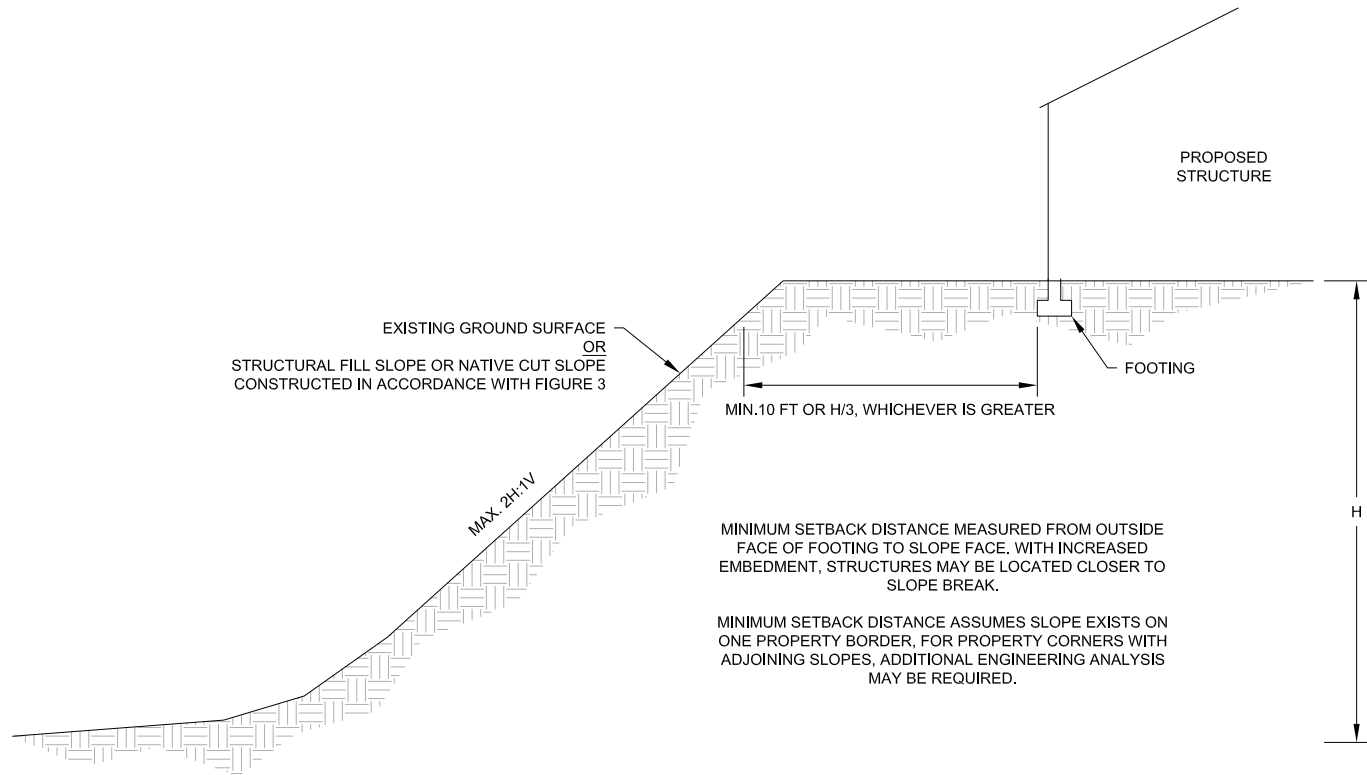 PROPOSED
STRUCTURE
EXISTING GROUND SURFACE
OR
STRUCTURAL FILL SLOPE OR NATIVE CUT SLOPE
CONSTRUCTED IN ACCORDANCE WITH FIGURE 3
FOOTING
MIN.10 FT OR H/3, WHICHEVER IS GREATER
MAX. 2H:1V
H
MINIMUM SETBACK DISTANCE MEASURED FROM OUTSIDE
FACE OF FOOTING TO SLOPE FACE. WITH INCREASED
EMBEDMENT, STRUCTURES MAY BE LOCATED CLOSER TO
SLOPE BREAK.
MINIMUM SETBACK DISTANCE ASSUMES SLOPE EXISTS ON
ONE PROPERTY BORDER, FOR PROPERTY CORNERS WITH
ADJOINING SLOPES, ADDITIONAL ENGINEERING ANALYSIS
MAY BE REQUIRED.